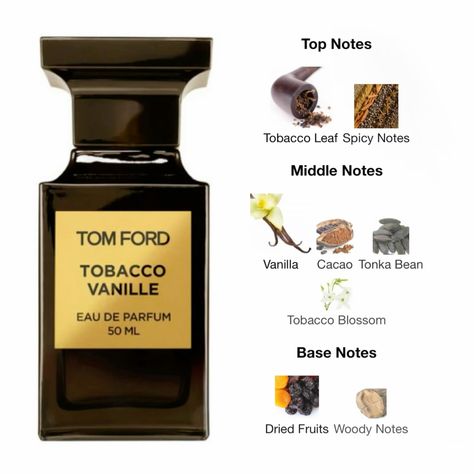 TOM FORD
TOBACCO
VANILLE
EAU DE PARFUM
50 ML
Top Notes
Tobacco Leaf Spicy Notes
Middle Notes
Vanilla Cacao Tonka Bean
Tobacco Blossom
Base Notes
Dried Fruits Woody Notes